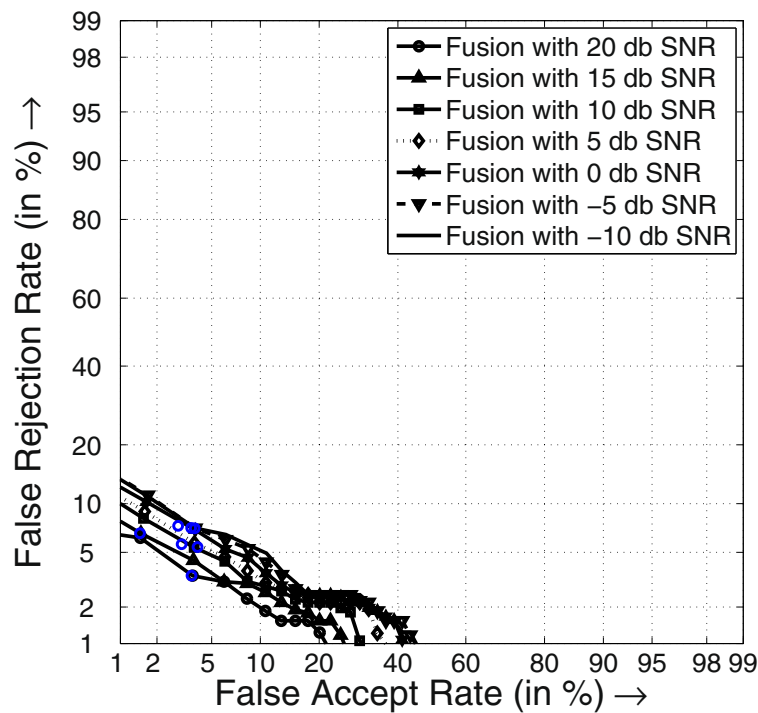 99
98
95
90
80
60
40
20
10
5
2
1
False Rejection Rate (in %) →
Fusion with 20 db SNR
Fusion with 15 db SNR
Fusion with 10 db SNR
Fusion with 5 db SNR
Fusion with 0 db SNR
Fusion with −5 db SNR
Fusion with −10 db SNR
1 2 5 10 20 40 60 80 90 95 98 99
False Accept Rate (in %) →